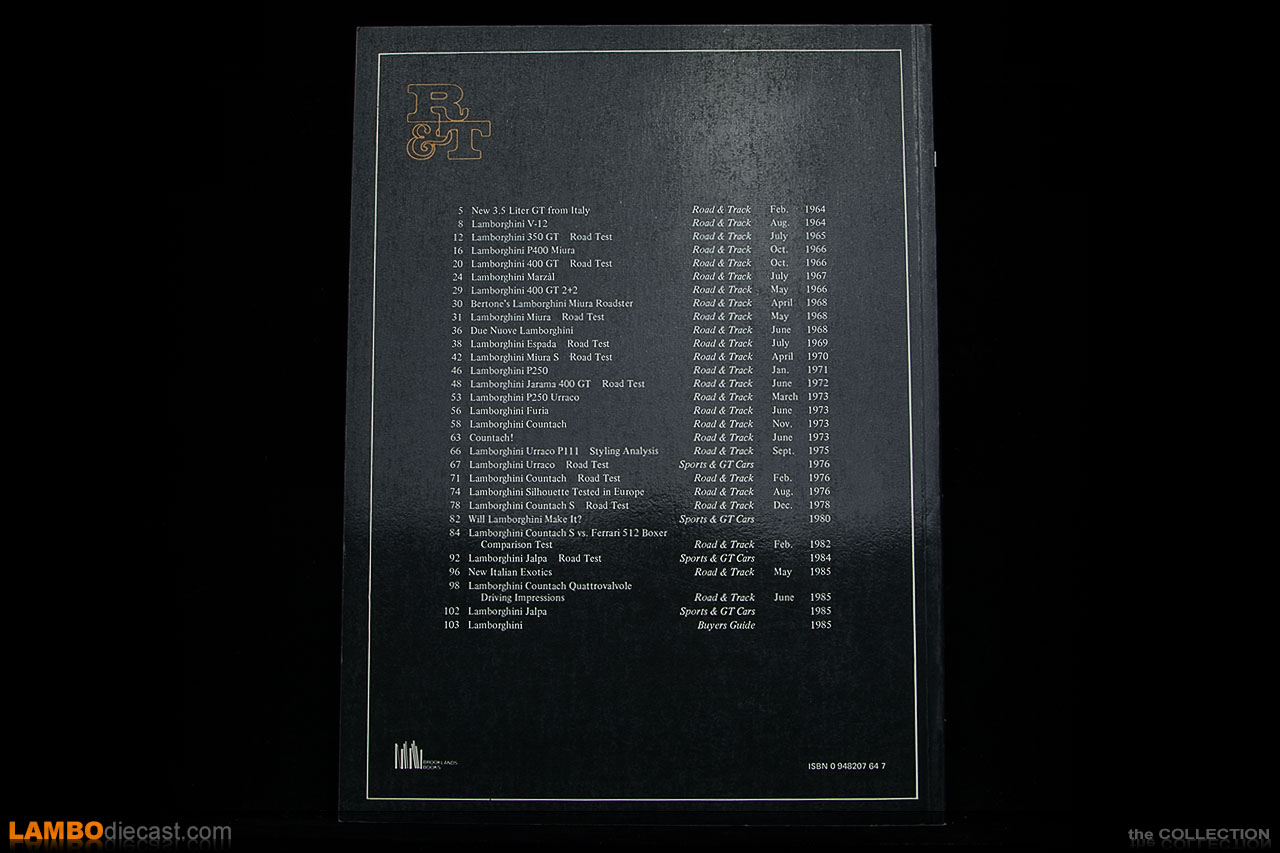 R
&T
5 New 3.5 Liter GT from Italy Road & Track Feb. 1964
8 Lamborghini V-12 Road & Track Aug. 1964
12 Lamborghini 350 GT Road Test Road & Track July 1965
16 Lamborghini P400 Miura Road & Track Oct. 1966
20 Lamborghini 400 GT Road Test Road & Track Oct. 1966
24 Lamborghini Marzál Road & Track July 1967
29 Lamborghini 400 GT 2+2 Road & Track May 1966
30 Bertone's Lamborghini Miura Roadster Road & Track April 1968
31 Lamborghini Miura Road Test Road & Track May 1968
36 Due Nuove Lamborghini Road & Track June 1968
38 Lamborghini Espada Road Test Road & Track July 1969
42 Lamborghini Miura S Road Test Road & Track April 1970
46 Lamborghini P250 Road & Track Jan. 1971
48 Lamborghini Jarama 400 GT Road Test Road & Track June 1972
53 Lamborghini P250 Urraco Road & Track March 1973
56 Lamborghini Furia Road & Track June 1973
58 Lamborghini Countach Road & Track Nov. 1973
63 Countach! Road & Track June 1973
66 Lamborghini Urraco P111 Styling Analysis Road & Track Sept. 1975
67 Lamborghini Urraco Road Test Sports & GT Cars 1976
71 Lamborghini Countach Road Test Road & Track Feb. 1976
74 Lamborghini Silhouette Tested in Europe Road & Track Aug. 1976
78 Lamborghini Countach S Road Test Road & Track Dec. 1978
82 Will Lamborghini Make It? Sports & GT Cars 1980
84 Lamborghini Countach S vs. Ferrari 512 Boxer
Comparison Test Road & Track Feb. 1982
92 Lamborghini Jalpa Road Test Sports & GT Cars 1984
96 New Italian Exotics Road & Track May 1985
98 Lamborghini Countach Quattrovalvole
Driving Impressions Road & Track June 1985
102 Lamborghini Jalpa Sports & GT Cars 1985
103 Lamborghini Buyers Guide 1985
BROOKLANDS
BOOKS
ISBN 0 948207 64 7
LAMBOdiecast.com
the COLLECTION